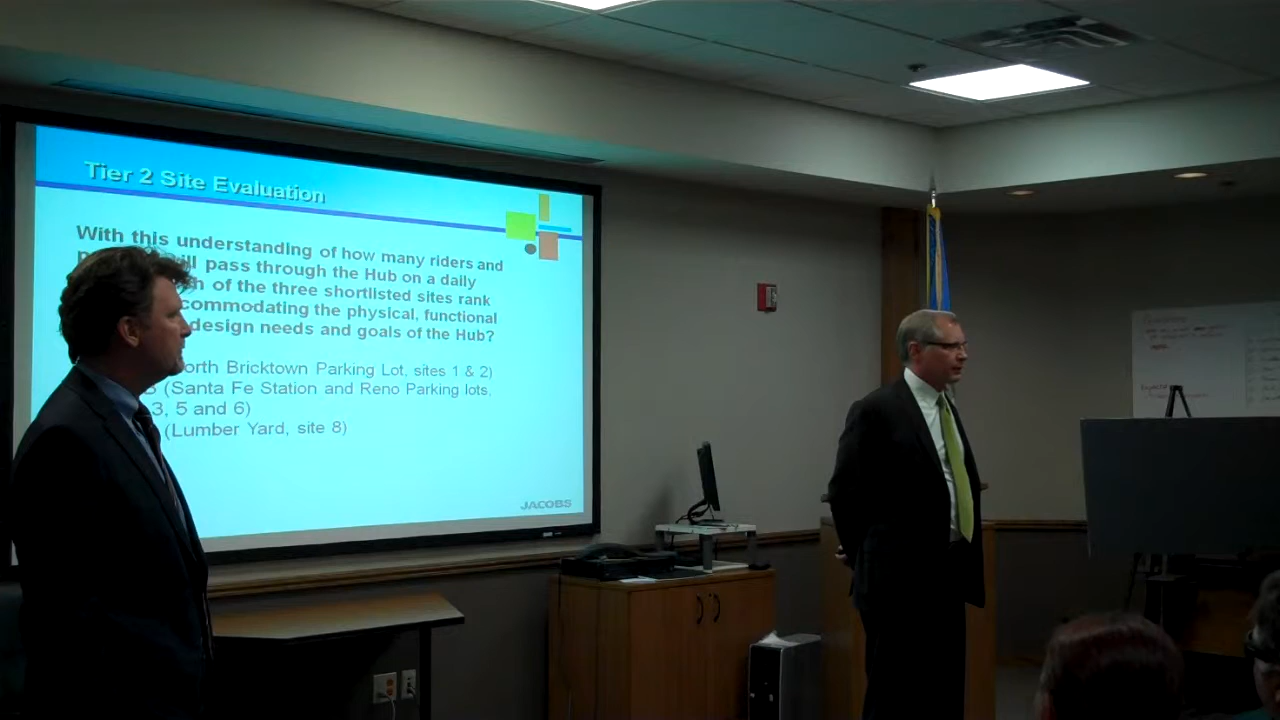 Tier 2 Site Evaluation
With this understanding of how many riders and
will pass through the Hub on a daily
of the three shortlisted sites rank
the physical, functional
design needs and goals of the Hub?
Bricktown Parking Lot, sites 1 & 2)
(Santa Fe Station and Reno Parking lots,
3, 5 and 6)
(Lumber Yard, site 8)
JACOBS